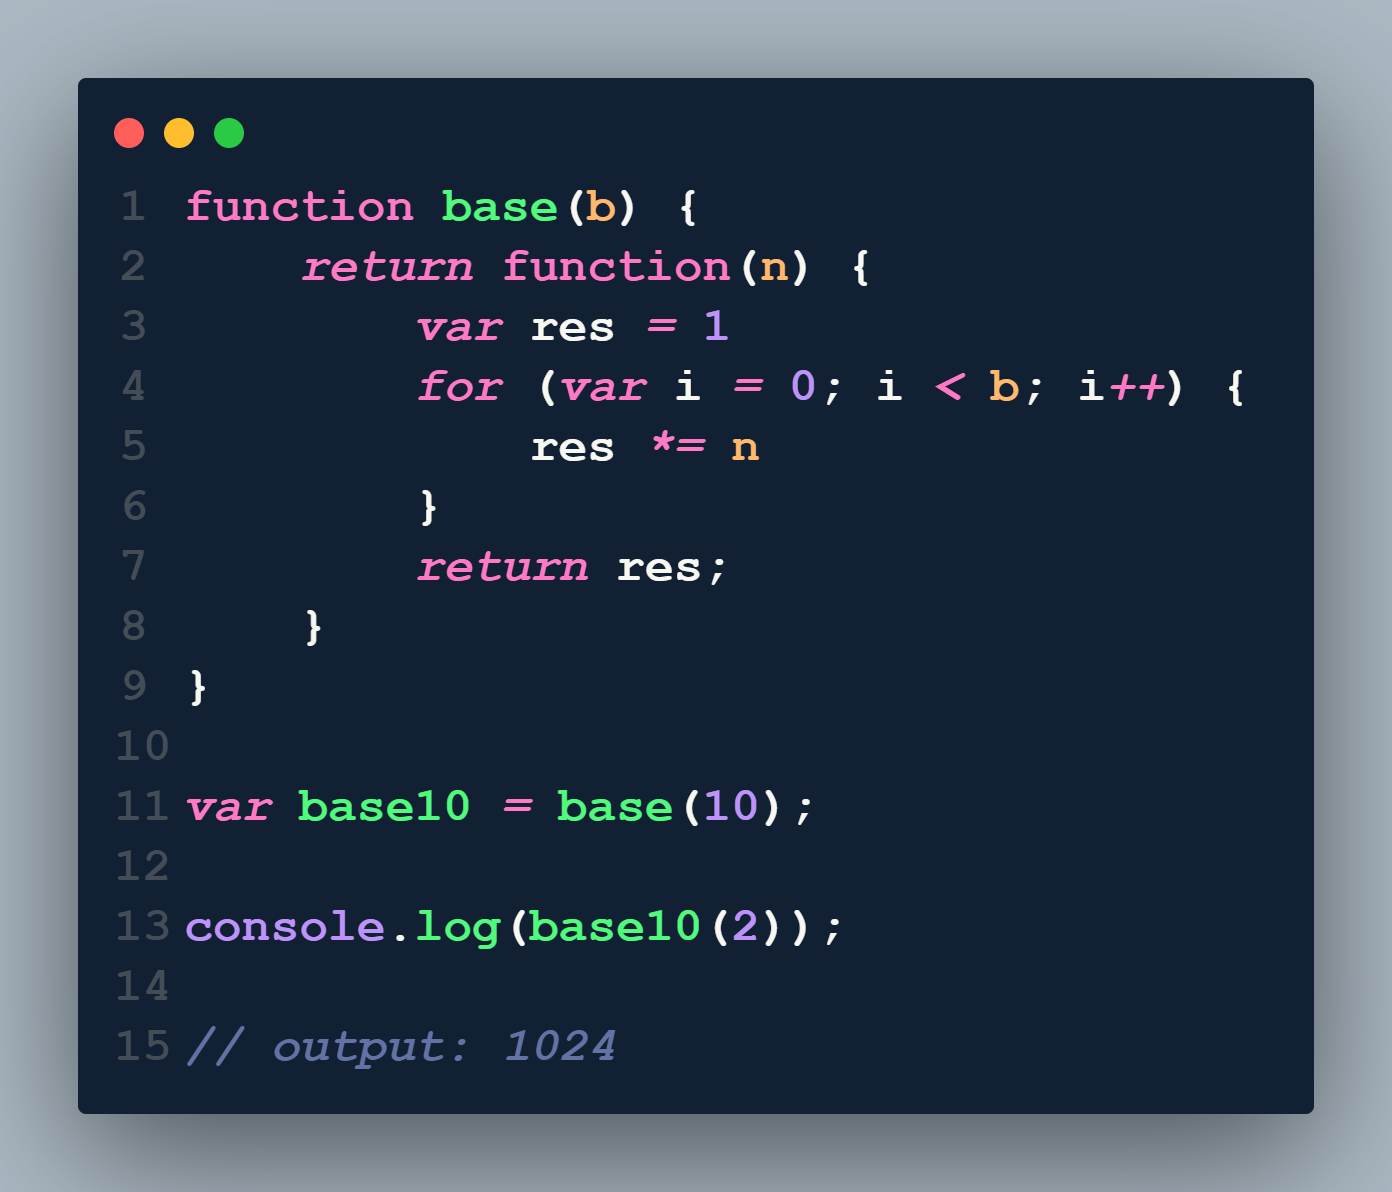 1 function base(b) {
2     return function(n) {
3         var res = 1
4         for (var i = 0; i < b; i++) {
5             res *= n
6         }
7         return res;
8     }
9 }
10
11 var base10 = base(10);
12
13 console.log(base10(2));
14
15 // output: 1024